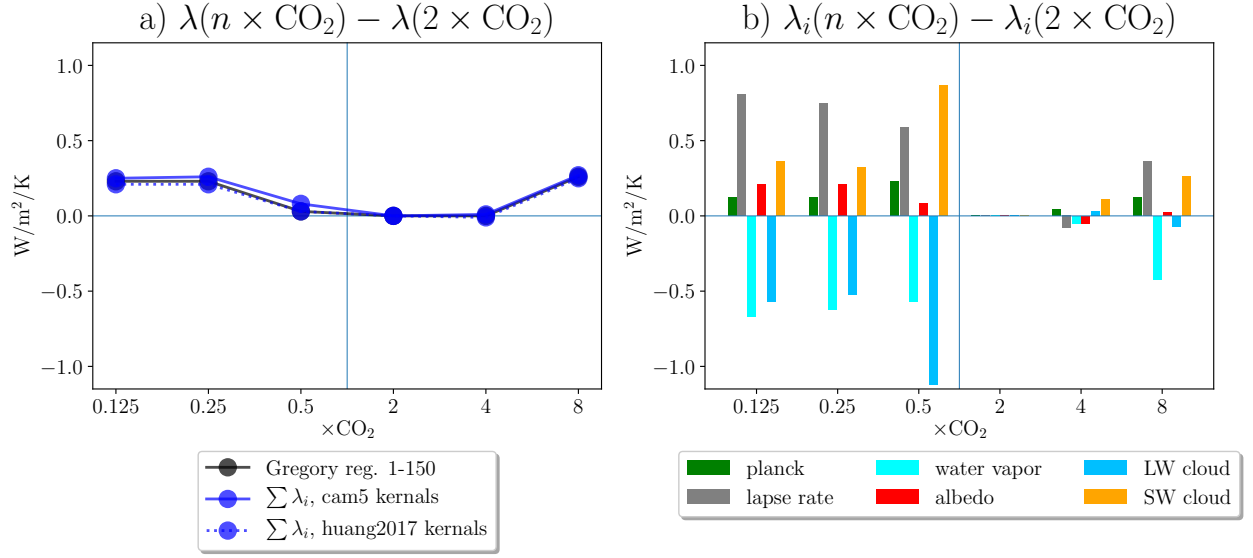 a) λ(n × CO₂) − λ(2 × CO₂)
W/m²/K
1.0
0.5
0.0
−0.5
−1.0
0.125 0.25 0.5 2 4 8
×CO₂
Gregory reg. 1-150
∑ λᵢ, cam5 kernals
∑ λᵢ, huang2017 kernals
b) λᵢ(n × CO₂) − λᵢ(2 × CO₂)
W/m²/K
1.0
0.5
0.0
−0.5
−1.0
0.125 0.25 0.5 2 4 8
×CO₂
planck water vapor LW cloud
lapse rate albedo SW cloud